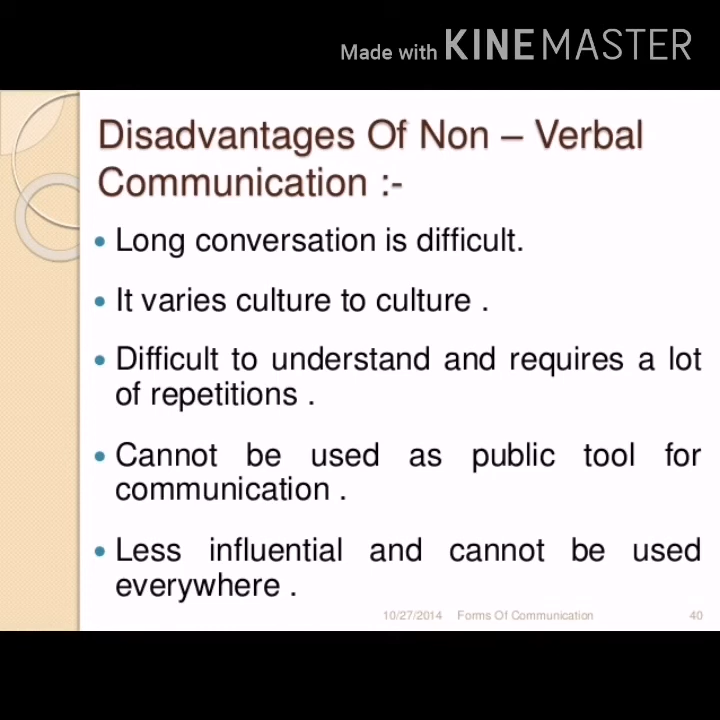 Made with KINEMASTER
Disadvantages Of Non – Verbal
Communication :-
Long conversation is difficult.
It varies culture to culture .
Difficult to understand and requires a lot
of repetitions .
Cannot be used as public tool for
communication .
Less influential and cannot be used
everywhere .
10/27/2014 Forms Of Communication 40